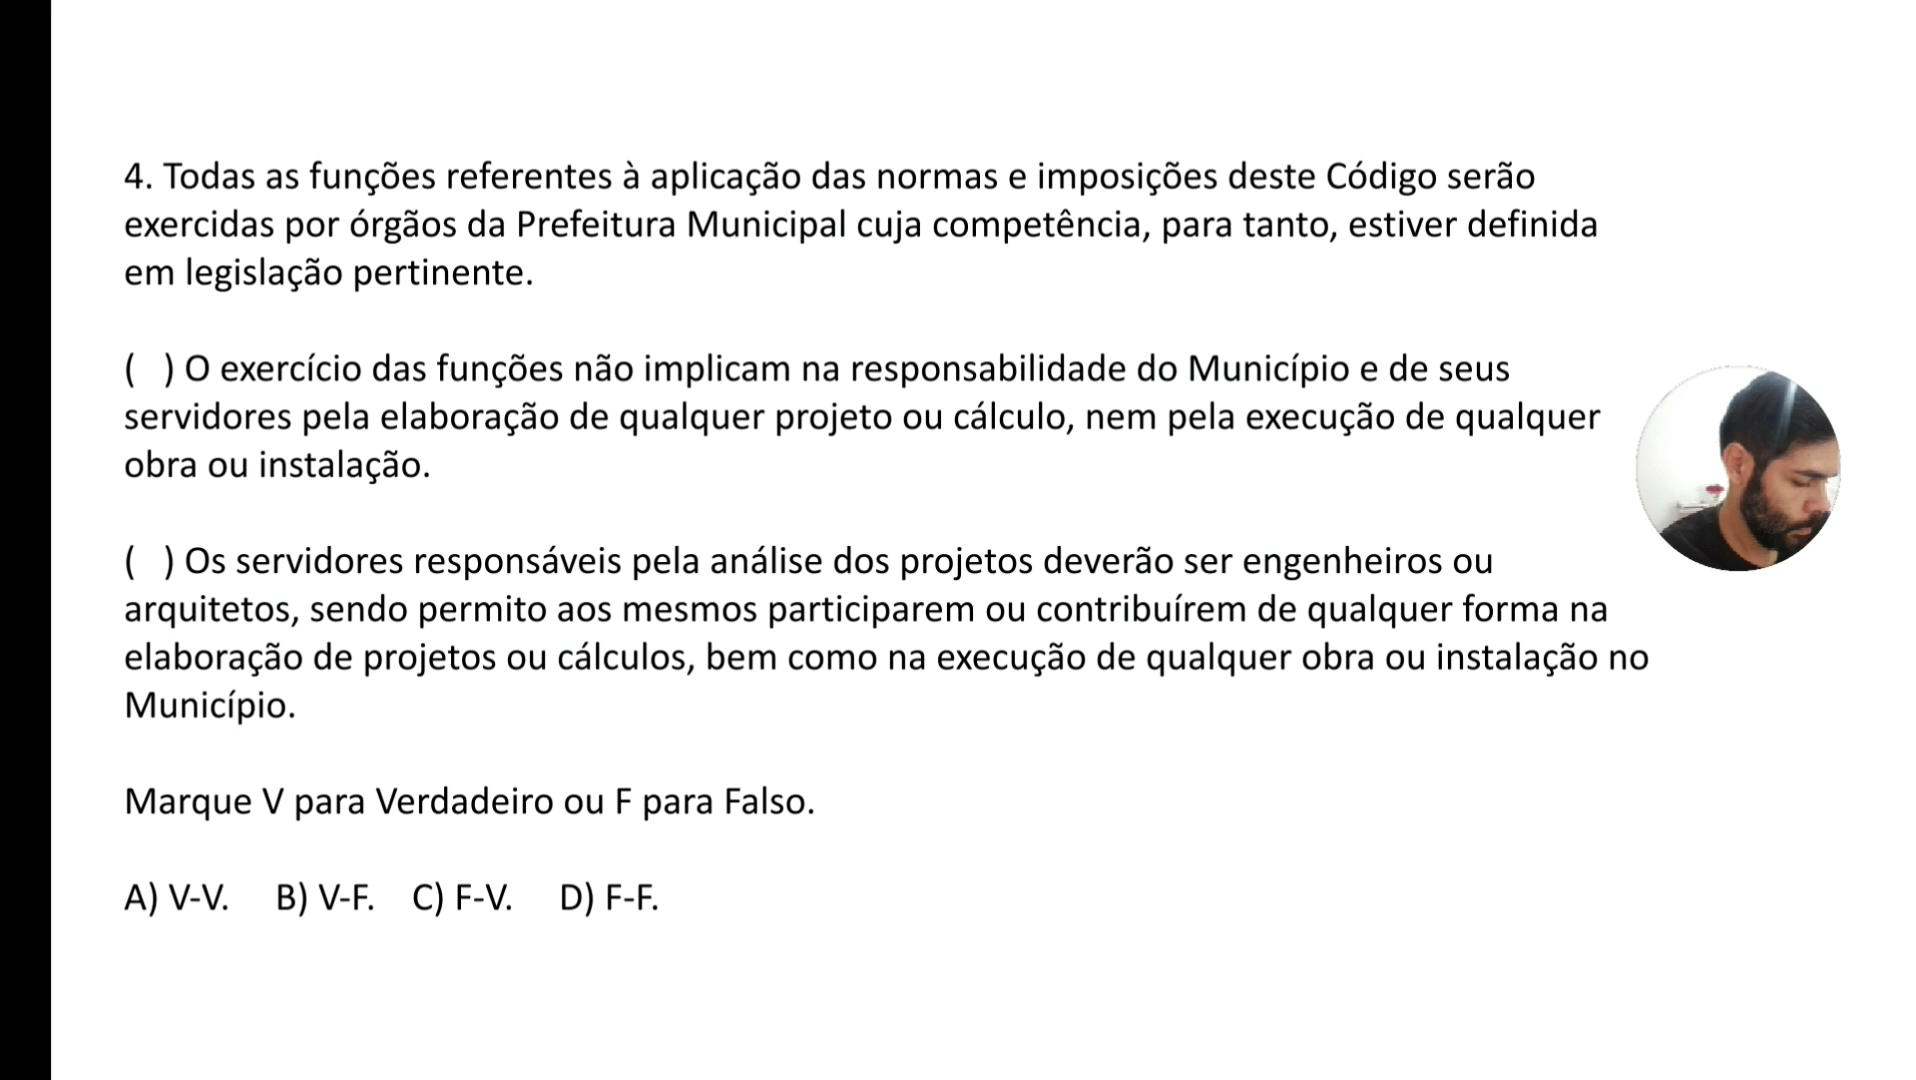 4. Todas as funções referentes à aplicação das normas e imposições deste Código serão
exercidas por órgãos da Prefeitura Municipal cuja competência, para tanto, estiver definida
em legislação pertinente.
( ) O exercício das funções não implicam na responsabilidade do Município e de seus
servidores pela elaboração de qualquer projeto ou cálculo, nem pela execução de qualquer
obra ou instalação.
( ) Os servidores responsáveis pela análise dos projetos deverão ser engenheiros ou
arquitetos, sendo permito aos mesmos participarem ou contribuírem de qualquer forma na
elaboração de projetos ou cálculos, bem como na execução de qualquer obra ou instalação no
Município.
Marque V para Verdadeiro ou F para Falso.
A) V-V. B) V-F. C) F-V. D) F-F.